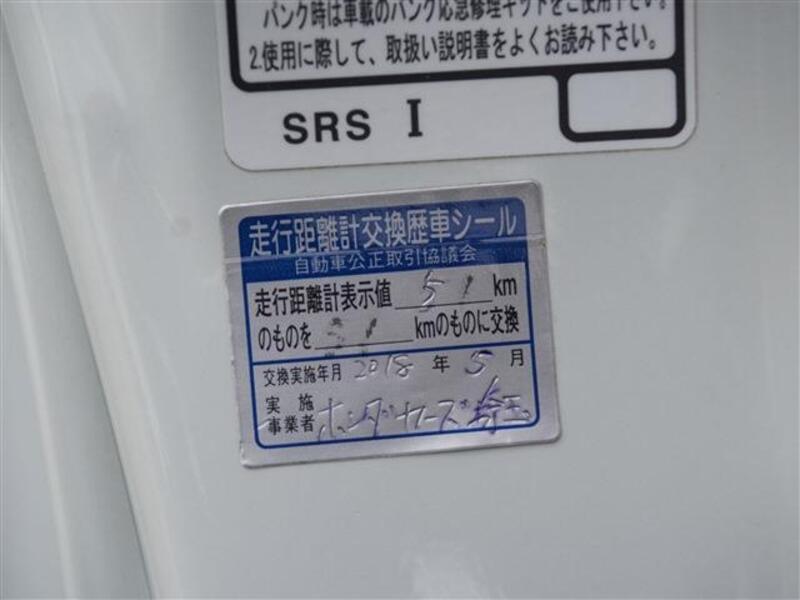 パンク時は車載のパンク応急修理キットをご使用下さい。
2.使用に際して、取扱い説明書をよくお読み下さい。
SRS I
走行距離計交換歴車シール
自動車公正取引協議会
走行距離計表示値 51 km
のものを kmのものに交換
交換実施年月 2018 年 5 月
実施
事業者 ホンダカーズ埼玉